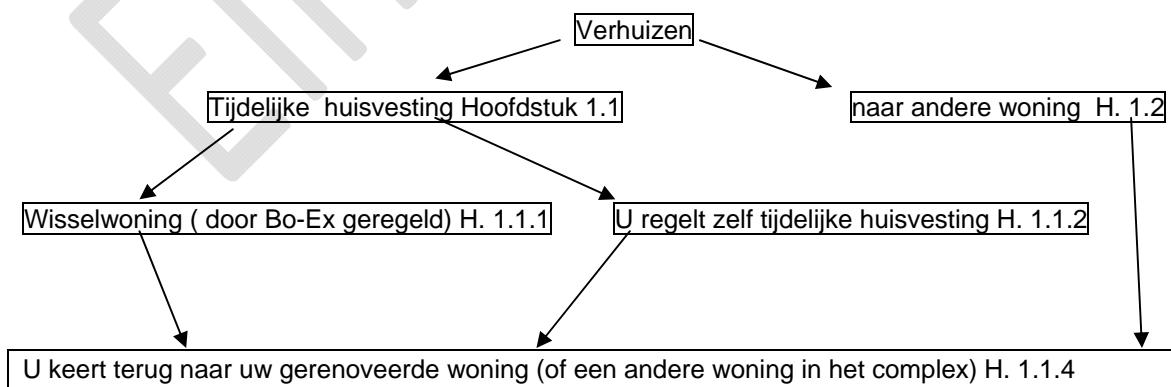 Verhuizen
Tijdelijke huisvesting Hoofdstuk 1.1
naar andere woning H. 1.2
Wisselwoning ( door Bo-Ex geregeld) H. 1.1.1
U regelt zelf tijdelijke huisvesting H. 1.1.2
U keert terug naar uw gerenoveerde woning (of een andere woning in het complex) H. 1.1.4